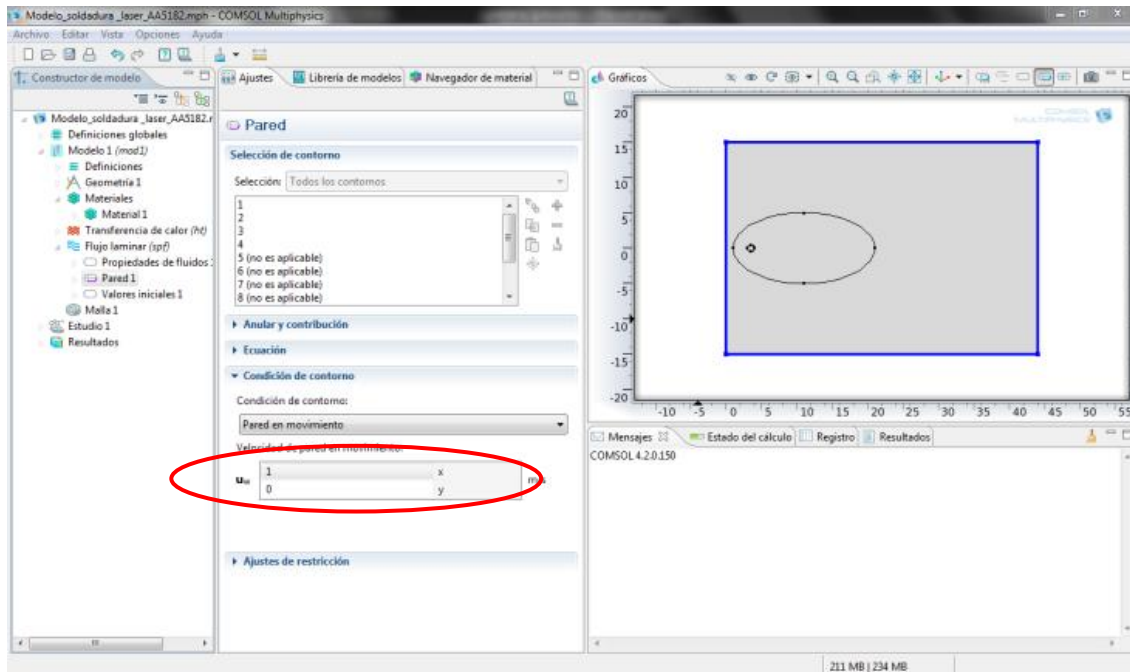 Modelo_soldadura _laser_AA5182.mph - COMSOL Multiphysics
Archivo Editar Vista Opciones Ayuda
Constructor de modelo
Modelo_soldadura _laser_AA5182.r
Definiciones globales
Modelo 1 (mod1)
Definiciones
Geometría 1
Materiales
Material 1
Transferencia de calor (ht)
Flujo laminar (spf)
Propiedades de fluidos
Pared 1
Valores iniciales 1
Malla 1
Estudio 1
Resultados
Ajustes
Librería de modelos
Navegador de material
Pared
Selección de contorno
Selección: Todos los contornos
1
2
3
4
5 (no es aplicable)
6 (no es aplicable)
7 (no es aplicable)
8 (no es aplicable)
Anular y contribución
Ecuación
Condición de contorno
Condición de contorno:
Pared en movimiento
Velocidad de pared en movimiento:
1 x
0 y
Ajustes de restricción
Gráficos
COMSOL
MULTIPHYSICS
20
15
10
5
0
-5
-10
-15
-20
-10 -5 0 5 10 15 20 25 30 35 40 45 50 55
Mensajes Estado del cálculo Registro Resultados
COMSOL 4.2.0.150
211 MB | 234 MB